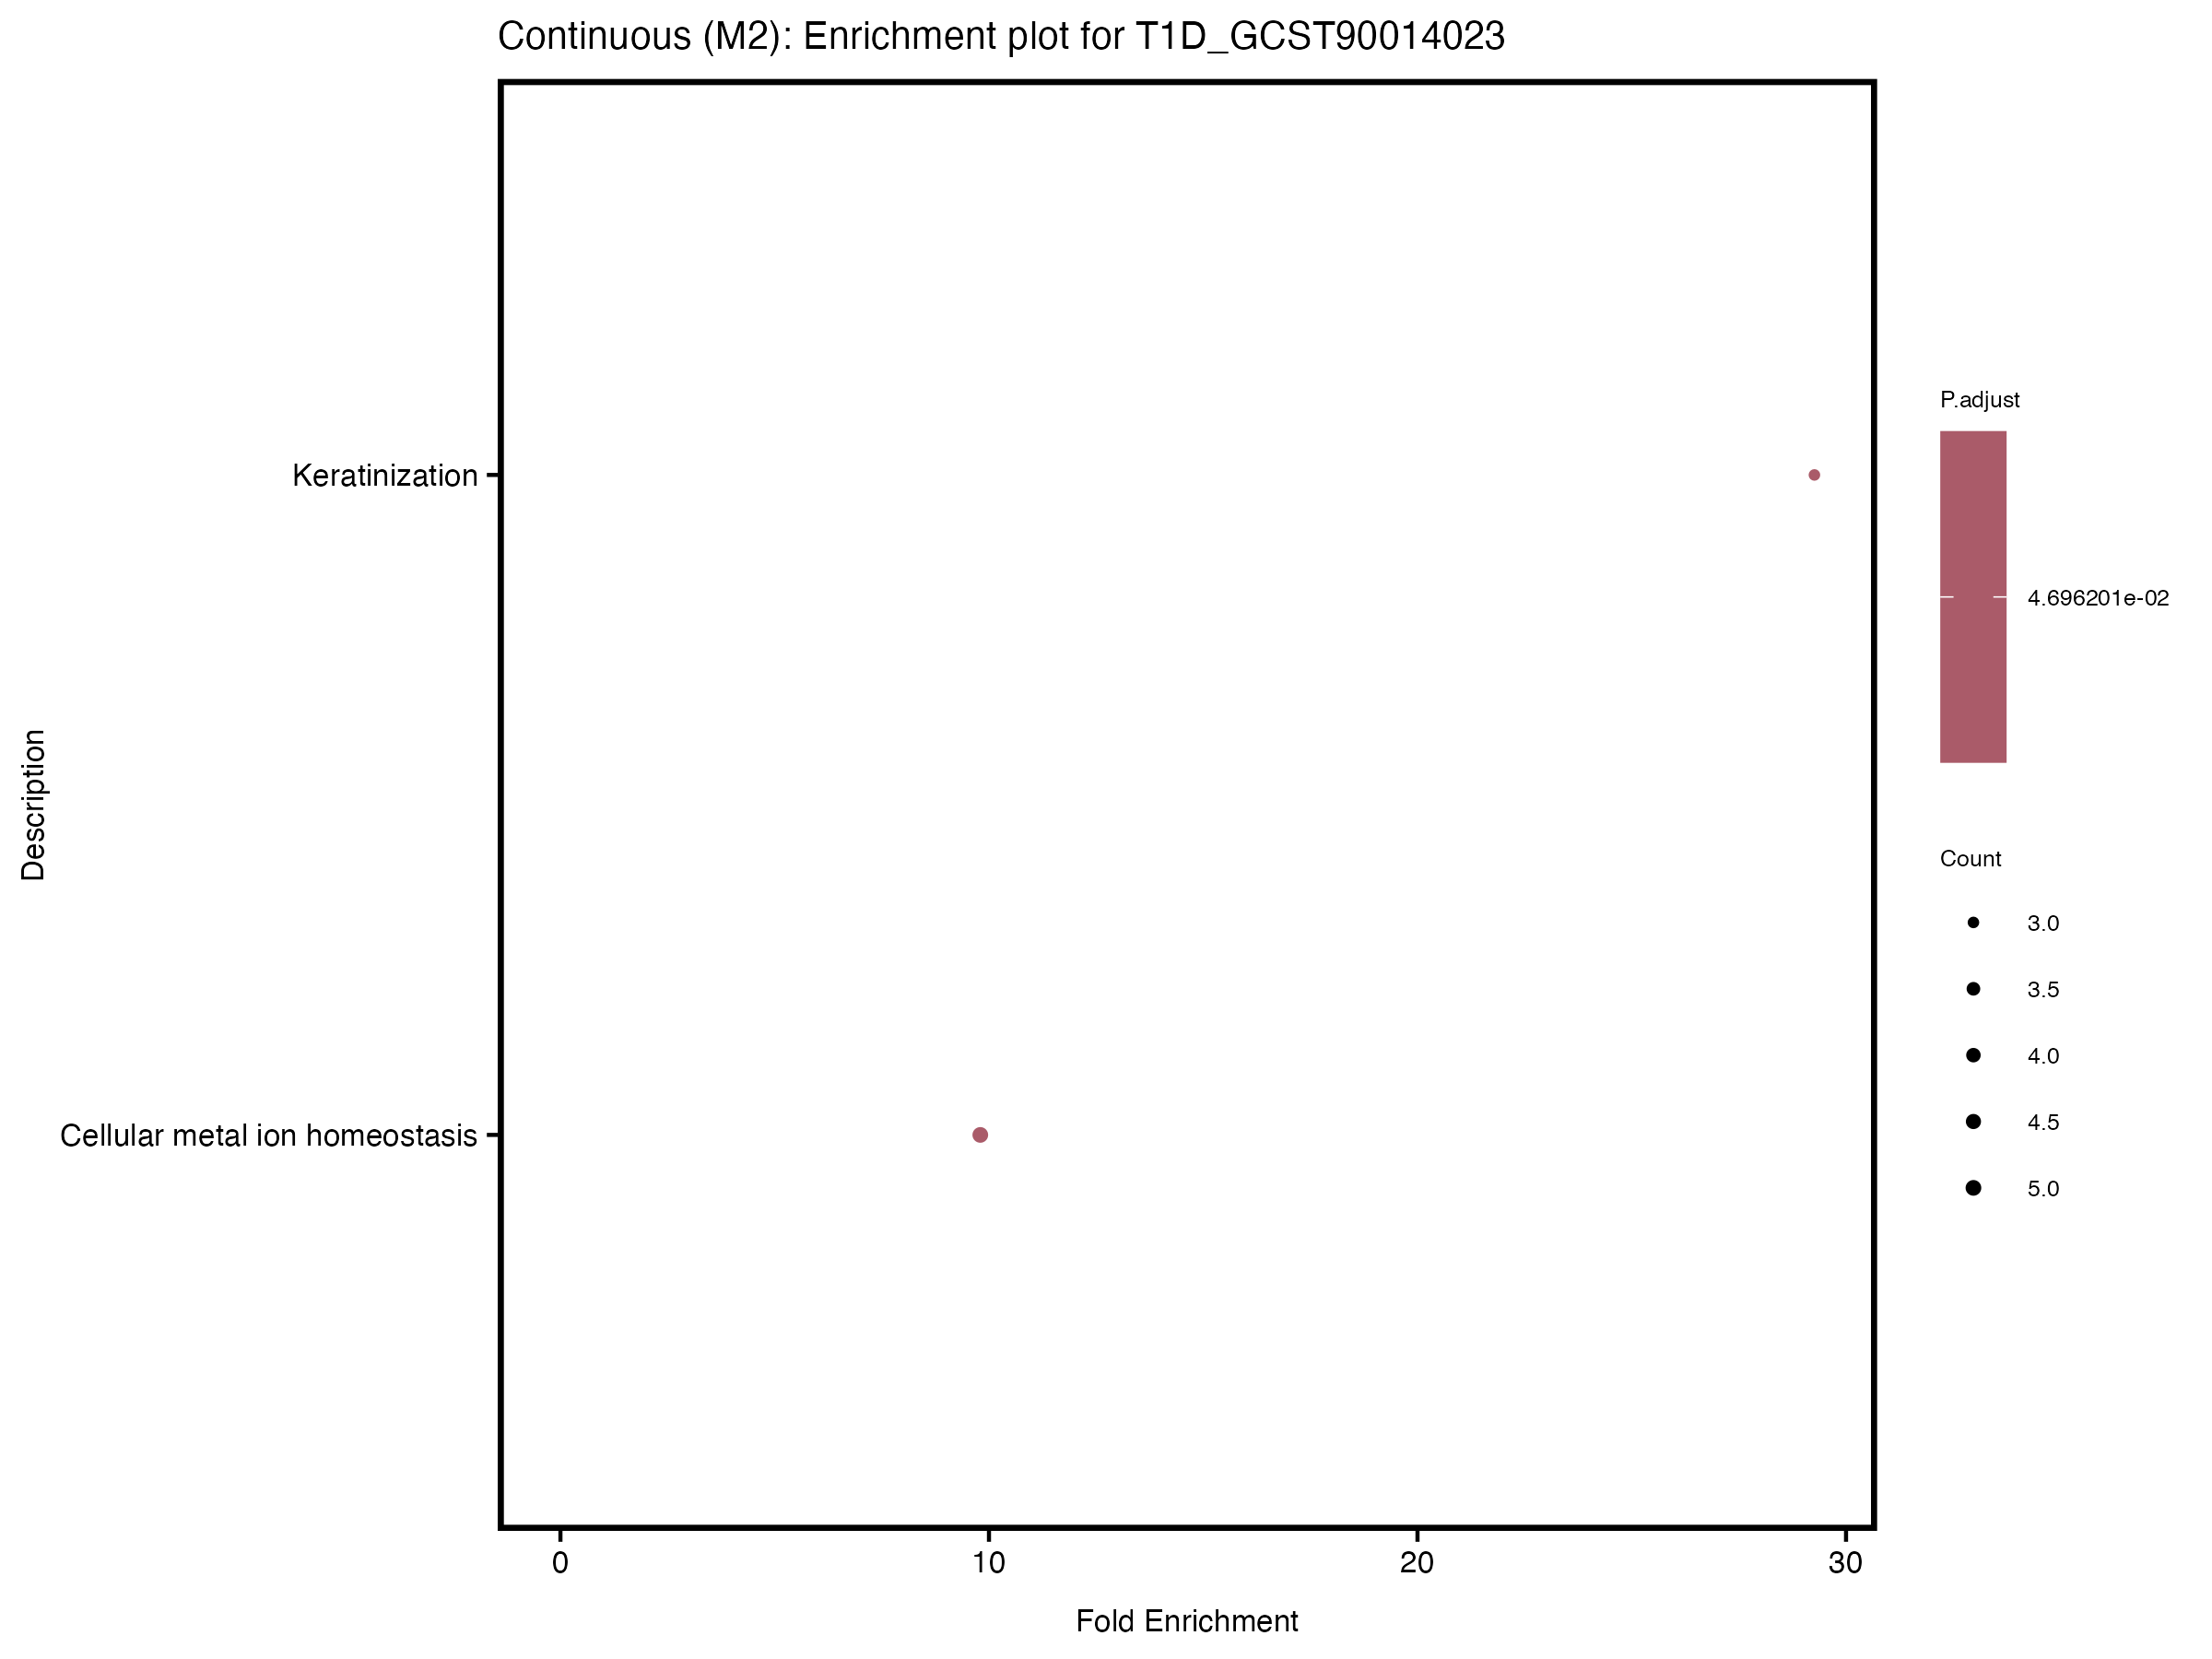 Continuous (M2): Enrichment plot for T1D_GCST90014023
Description
Keratinization
Cellular metal ion homeostasis
0 10 20 30
Fold Enrichment
P.adjust
4.696201e-02
Count
3.0
3.5
4.0
4.5
5.0